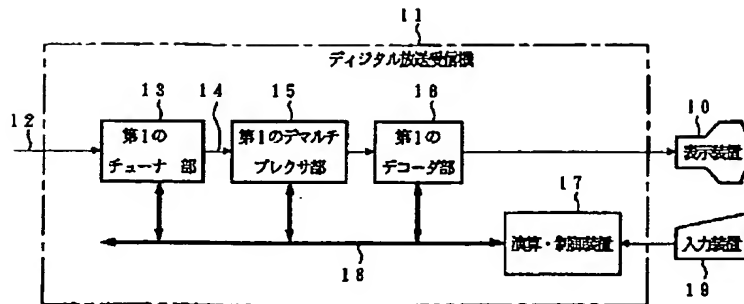 11
ディジタル放送受信機
12
13
14
15
16
第1の
チューナ 部
第1のデマルチ
プレクサ部
第1の
デコーダ部
10
表示装置
17
演算・制御装置
18
入力装置
19